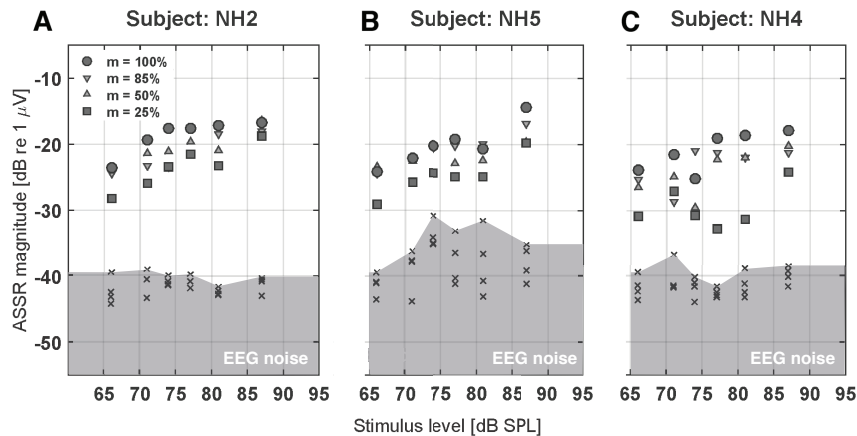 A Subject: NH2
B Subject: NH5
C Subject: NH4
ASSR magnitude [dB re 1 µV]
-10
-20
-30
-40
-50
m = 100%
m = 85%
m = 50%
m = 25%
EEG noise
EEG noise
EEG noise
65 70 75 80 85 90 95
65 70 75 80 85 90 95
65 70 75 80 85 90 95
Stimulus level [dB SPL]